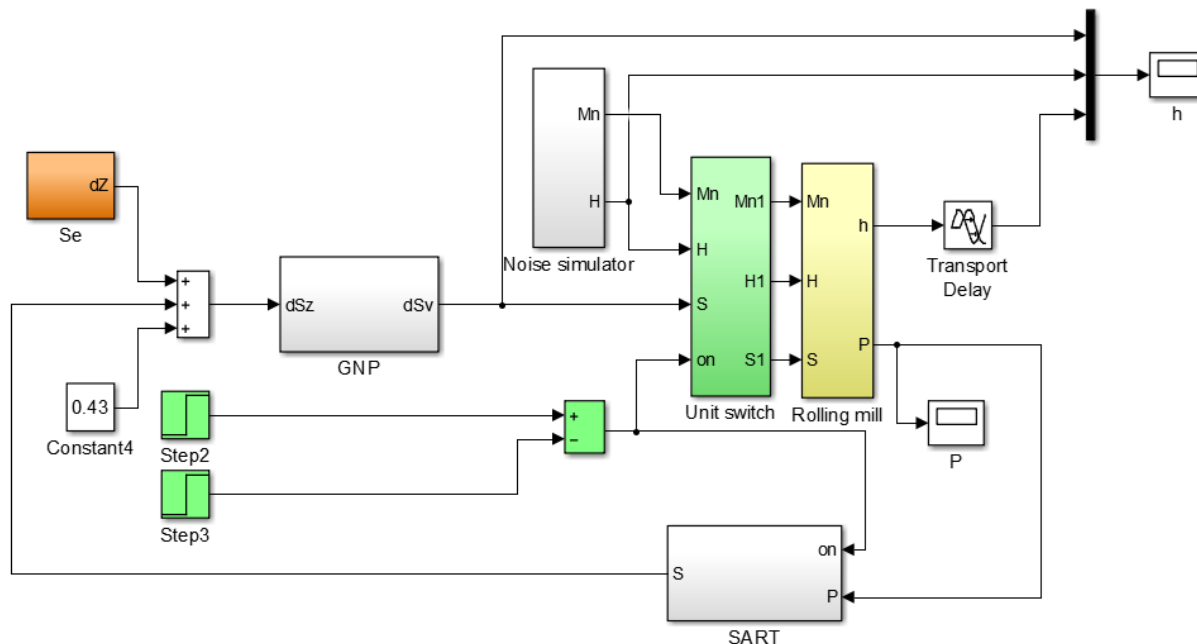 h
Mn
H
Noise simulator
dZ
Se
Mn
H
S
on
Mn1
H1
S1
Unit switch
Mn
H
S
h
P
Rolling mill
Transport
Delay
+
+
+
dSz
dSv
GNP
0.43
Constant4
Step2
Step3
+
−
P
S
on
P
SART